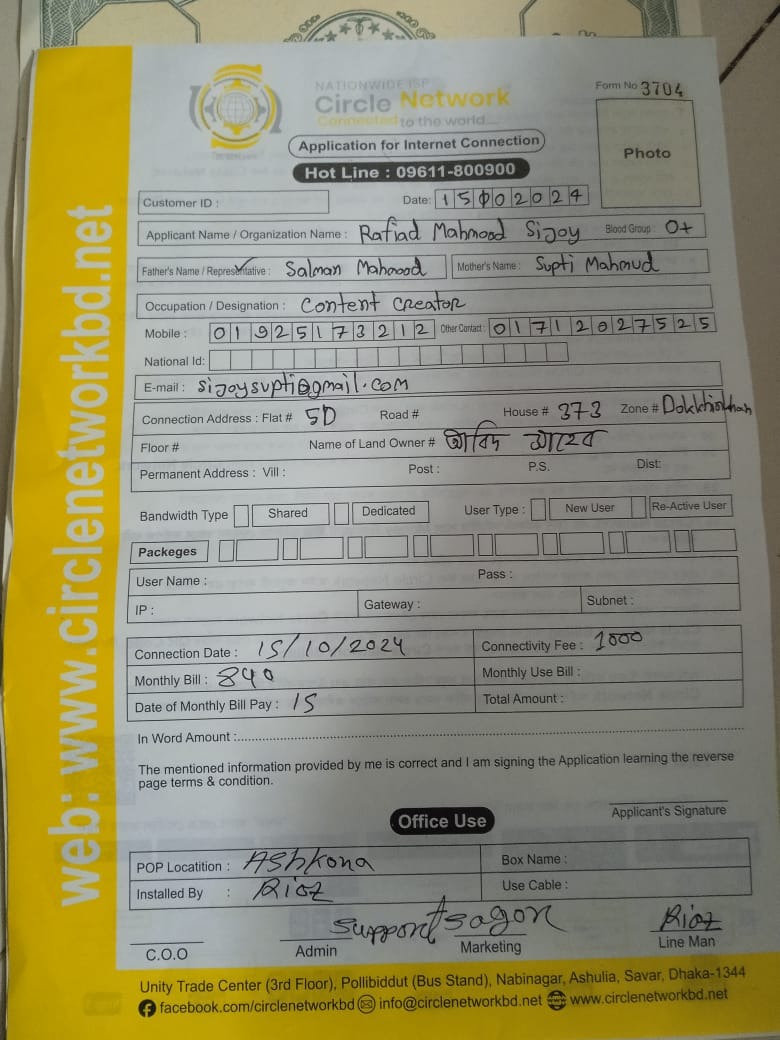 NATIONWIDE ISP
Circle Network
Connected to the world....
Form No 3704
Application for Internet Connection
Photo
Hot Line : 09611-800900
Customer ID :
Date: 15 02024
Applicant Name / Organization Name : Rafiad Mahmood Sijoy Blood Group: O+
Father's Name / Representative : Salman Mahmood Mother's Name : Supti Mahmud
Occupation / Designation : Content Creator
Mobile : 01925173212 Other Contact : 01712027525
National Id:
E-mail : sijoysupti@gmail.com
Connection Address : Flat # 5D Road # House # 373 Zone # Dokkhinkhan
Floor # Name of Land Owner #
Permanent Address : Vill : Post : P.S. Dist:
Bandwidth Type Shared Dedicated User Type : New User Re-Active User
Packeges
User Name : Pass :
IP : Gateway : Subnet :
Connection Date : 15/10/2024 Connectivity Fee : 1000
Monthly Bill : 840 Monthly Use Bill :
Date of Monthly Bill Pay : 15 Total Amount :
In Word Amount :
The mentioned information provided by me is correct and I am signing the Application learning the reverse
page terms & condition.
Applicant's Signature
Office Use
POP Locatition : Ashkona Box Name :
Installed By : Riaz Use Cable :
support sagor Riaz
C.O.O Admin Marketing Line Man
Unity Trade Center (3rd Floor), Pollibiddut (Bus Stand), Nabinagar, Ashulia, Savar, Dhaka-1344
facebook.com/circlenetworkbd info@circlenetworkbd.net www.circlenetworkbd.net
web: www.circlenetworkbd.net